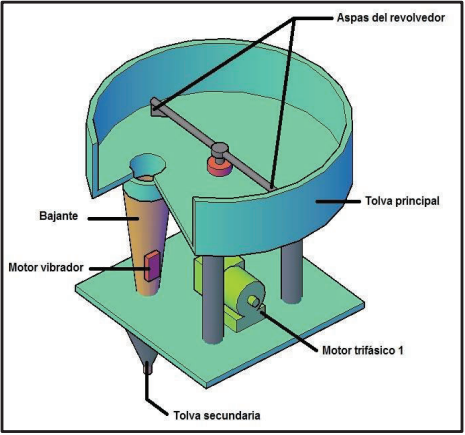 Aspas del revolvedor
Tolva principal
Bajante
Motor vibrador
Motor trifásico 1
Tolva secundaria